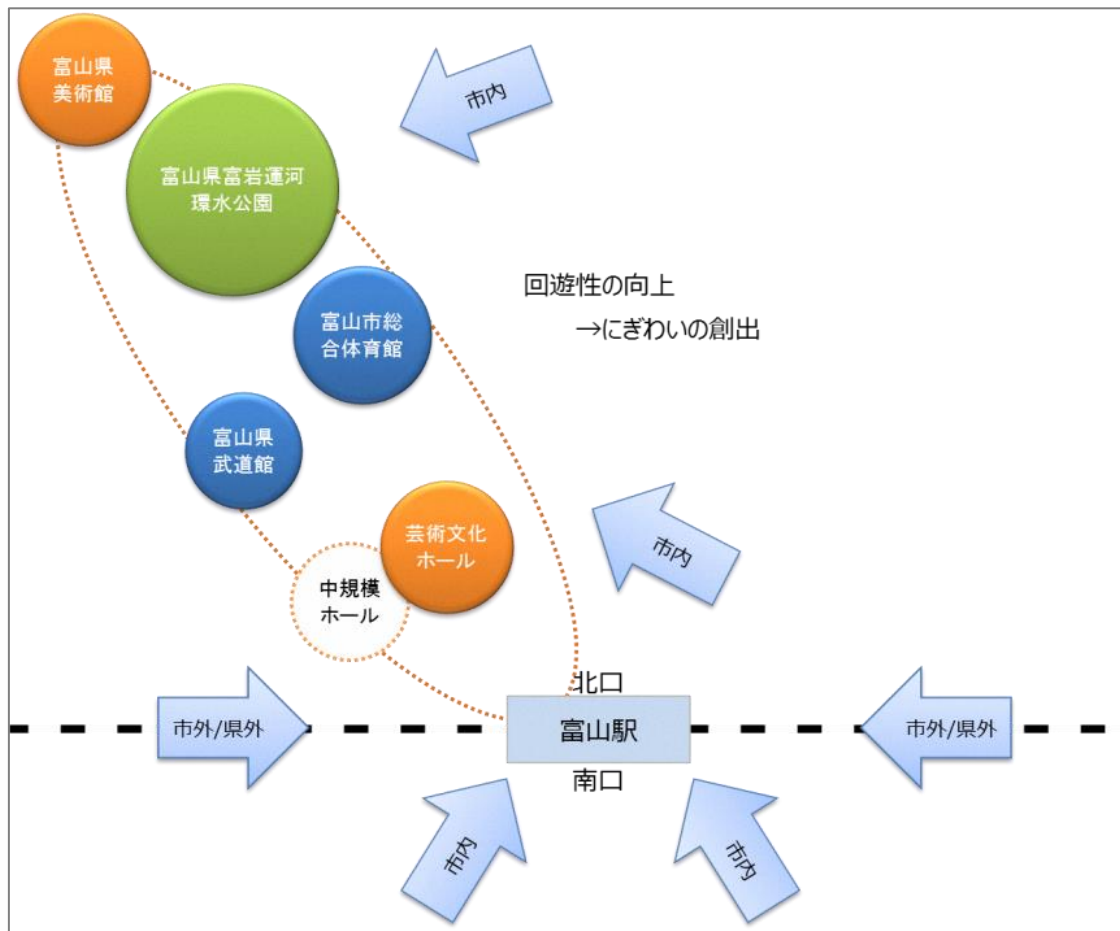 富山県
美術館
市内
富山県富岩運河
環水公園
回遊性の向上
→にぎわいの創出
富山市総
合体育館
富山県
武道館
芸術文化
ホール
市内
中規模
ホール
北口
市外/県外
富山駅
市外/県外
南口
市内
市内